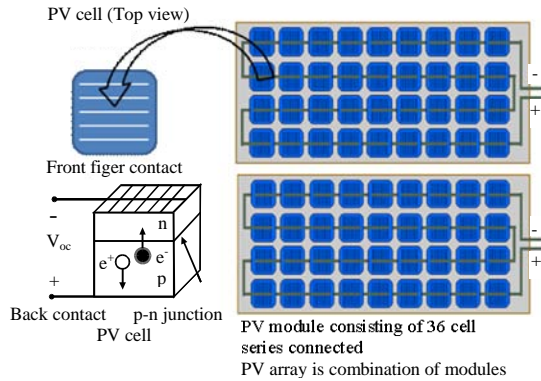 PV cell (Top view)
-
+
Front figer contact
-
V_oc
+
n
e+
e-
p
Back contact
p-n junction
PV cell
-
+
PV module consisting of 36 cell
series connected
PV array is combination of modules